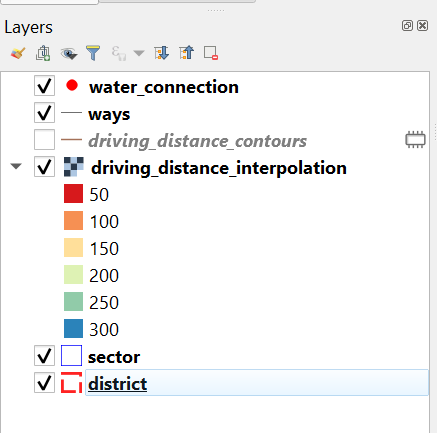 Layers
water_connection
ways
driving_distance_contours
driving_distance_interpolation
50
100
150
200
250
300
sector
district